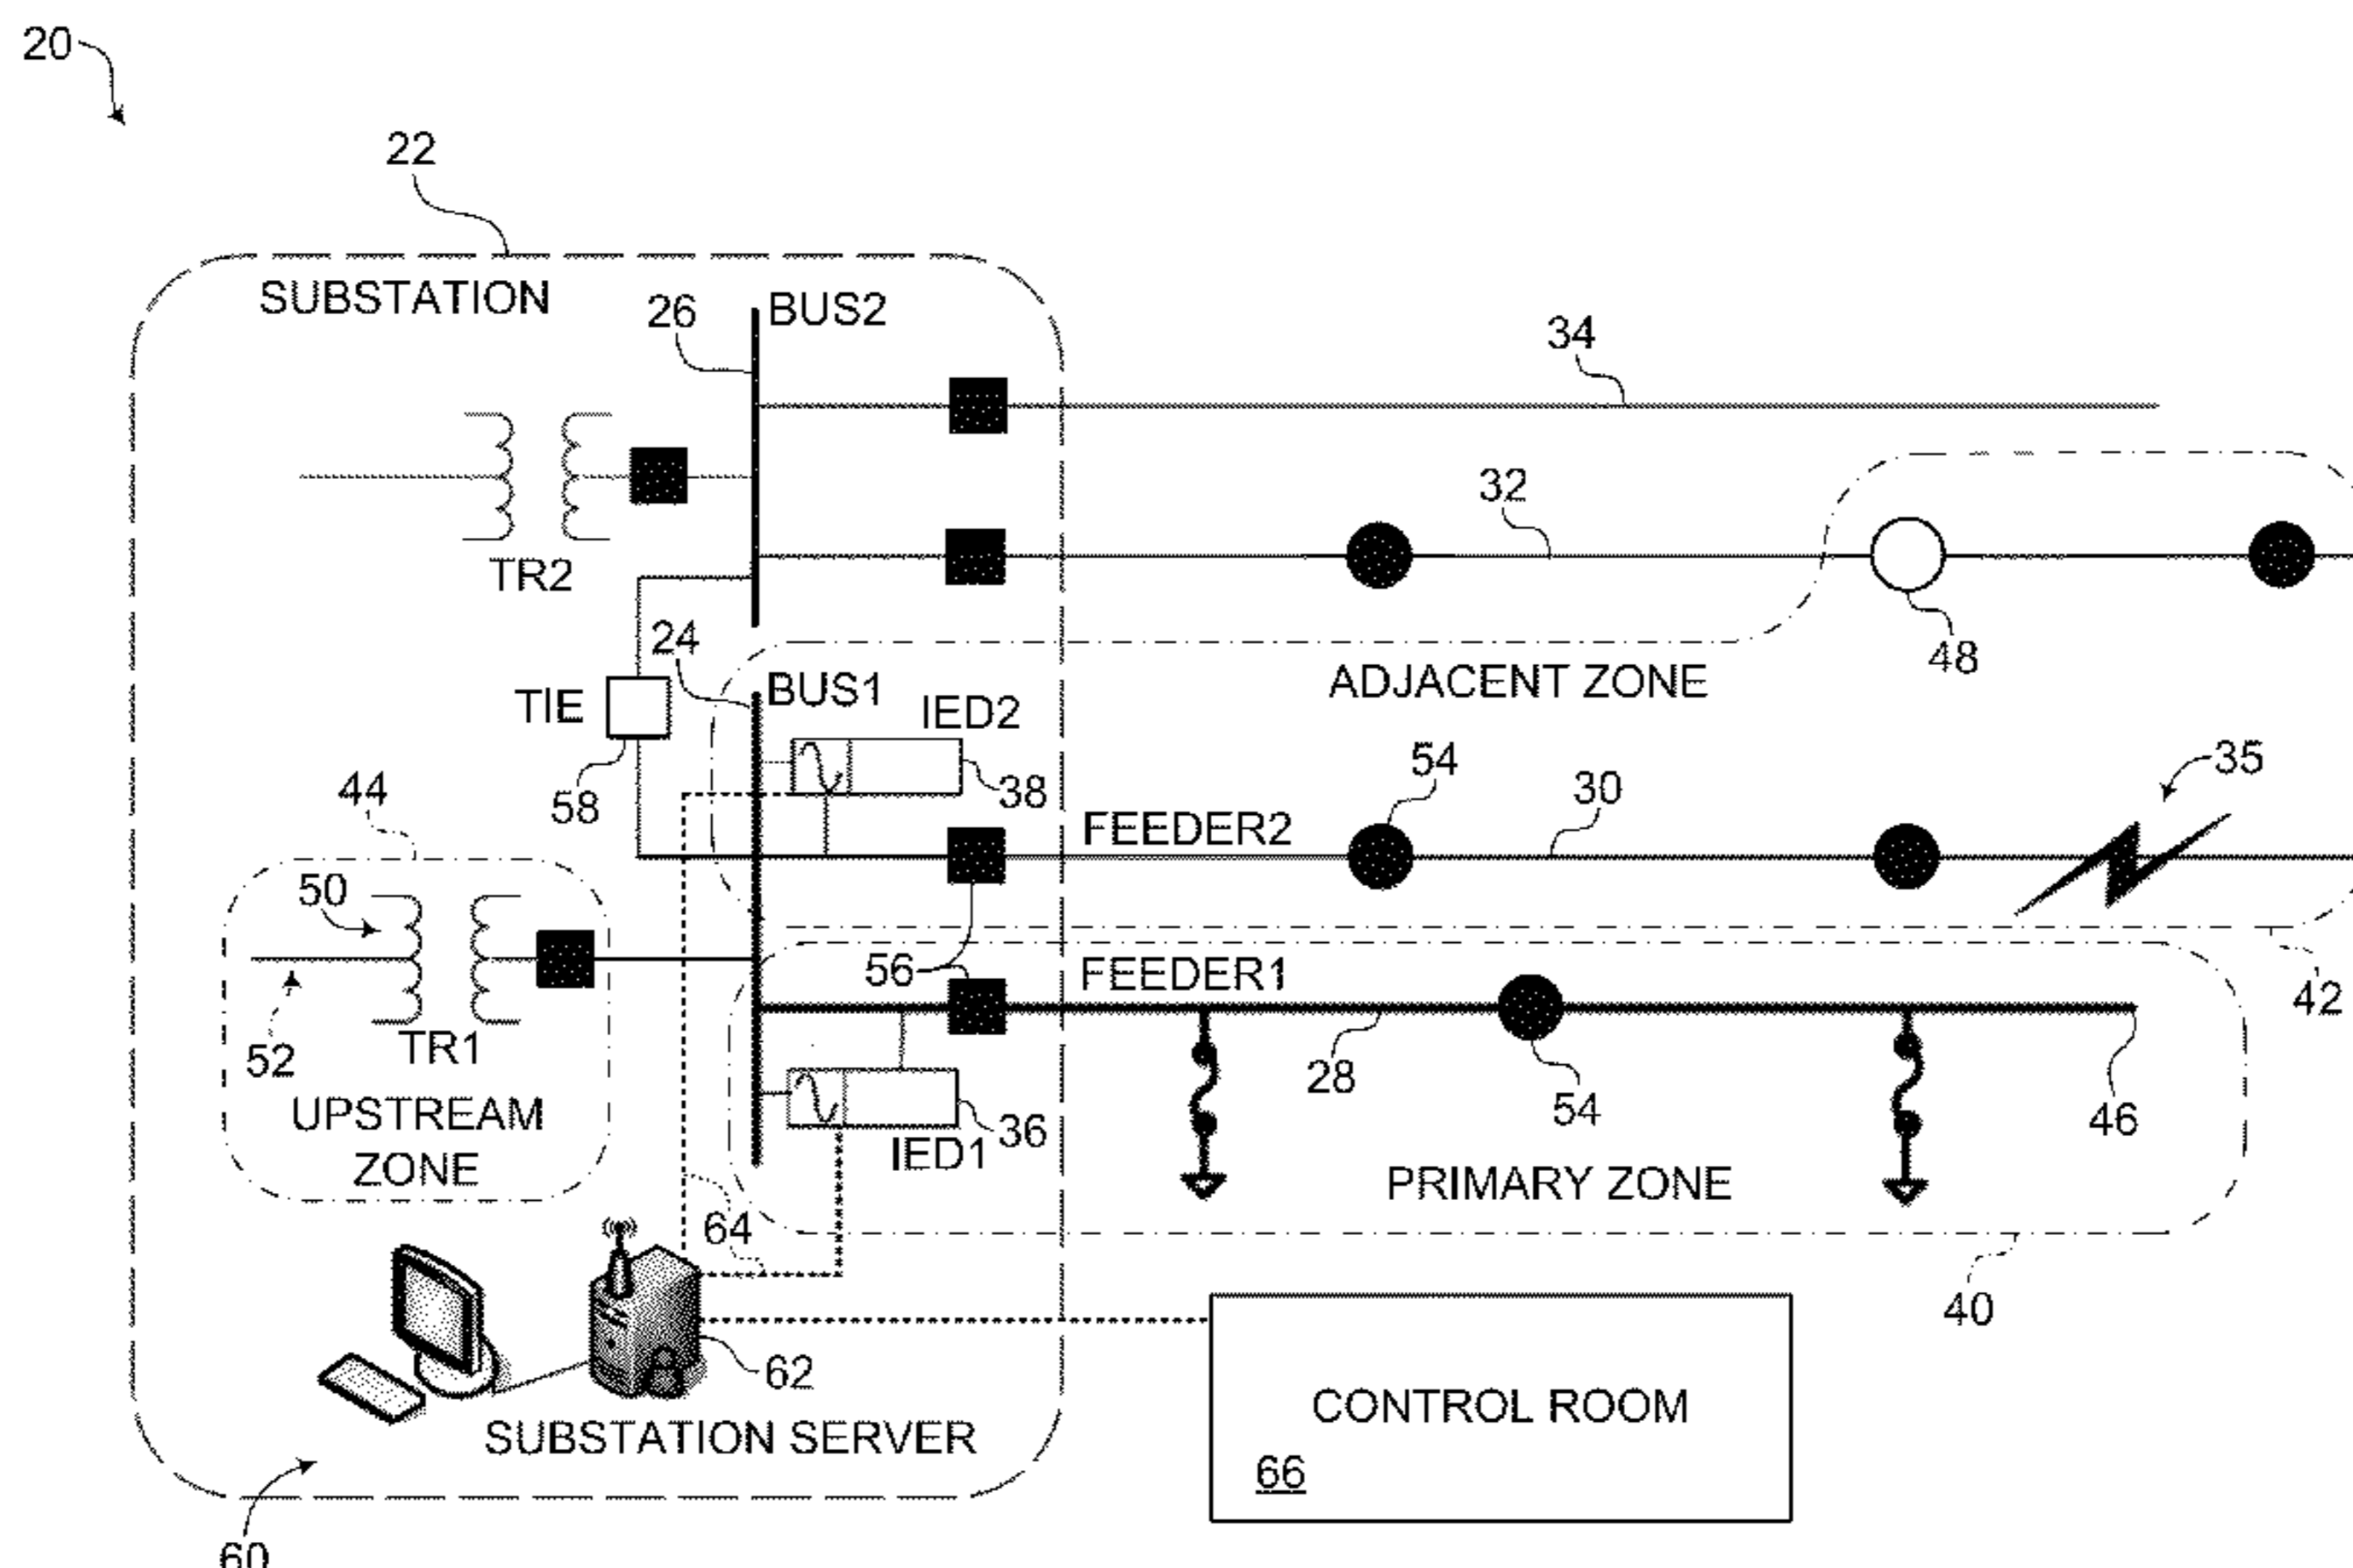 20
22
SUBSTATION
26
BUS2
34
32
TR2
24
48
ADJACENT ZONE
TIE
BUS1
IED2
58
38
54
35
44
FEEDER2
30
50
56
FEEDER1
42
52
TR1
28
54
46
UPSTREAM
ZONE
36
IED1
PRIMARY ZONE
64
40
62
CONTROL ROOM
SUBSTATION SERVER
66
60